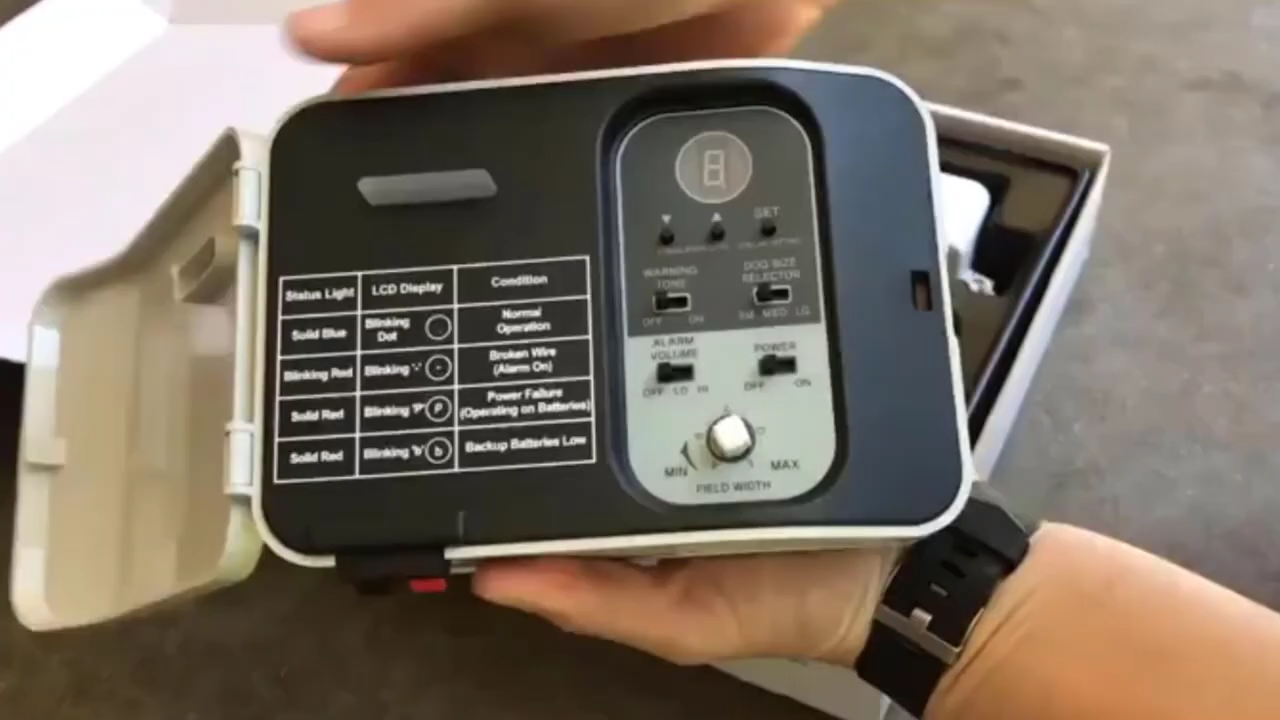 Status Light
LCD Display
Condition
Solid Blue
Blinking
Dot
Normal
Operation
Blinking Red
Blinking '-'
-
Broken Wire
(Alarm On)
Solid Red
Blinking 'P'
P
Power Failure
(Operating on Batteries)
Solid Red
Blinking 'b'
b
Backup Batteries Low
SET
WARNING
TONE
OFF ON
DOG SIZE
SELECTOR
SM MED LG
ALARM
VOLUME
OFF LO HI
POWER
OFF ON
MIN
MAX
FIELD WIDTH